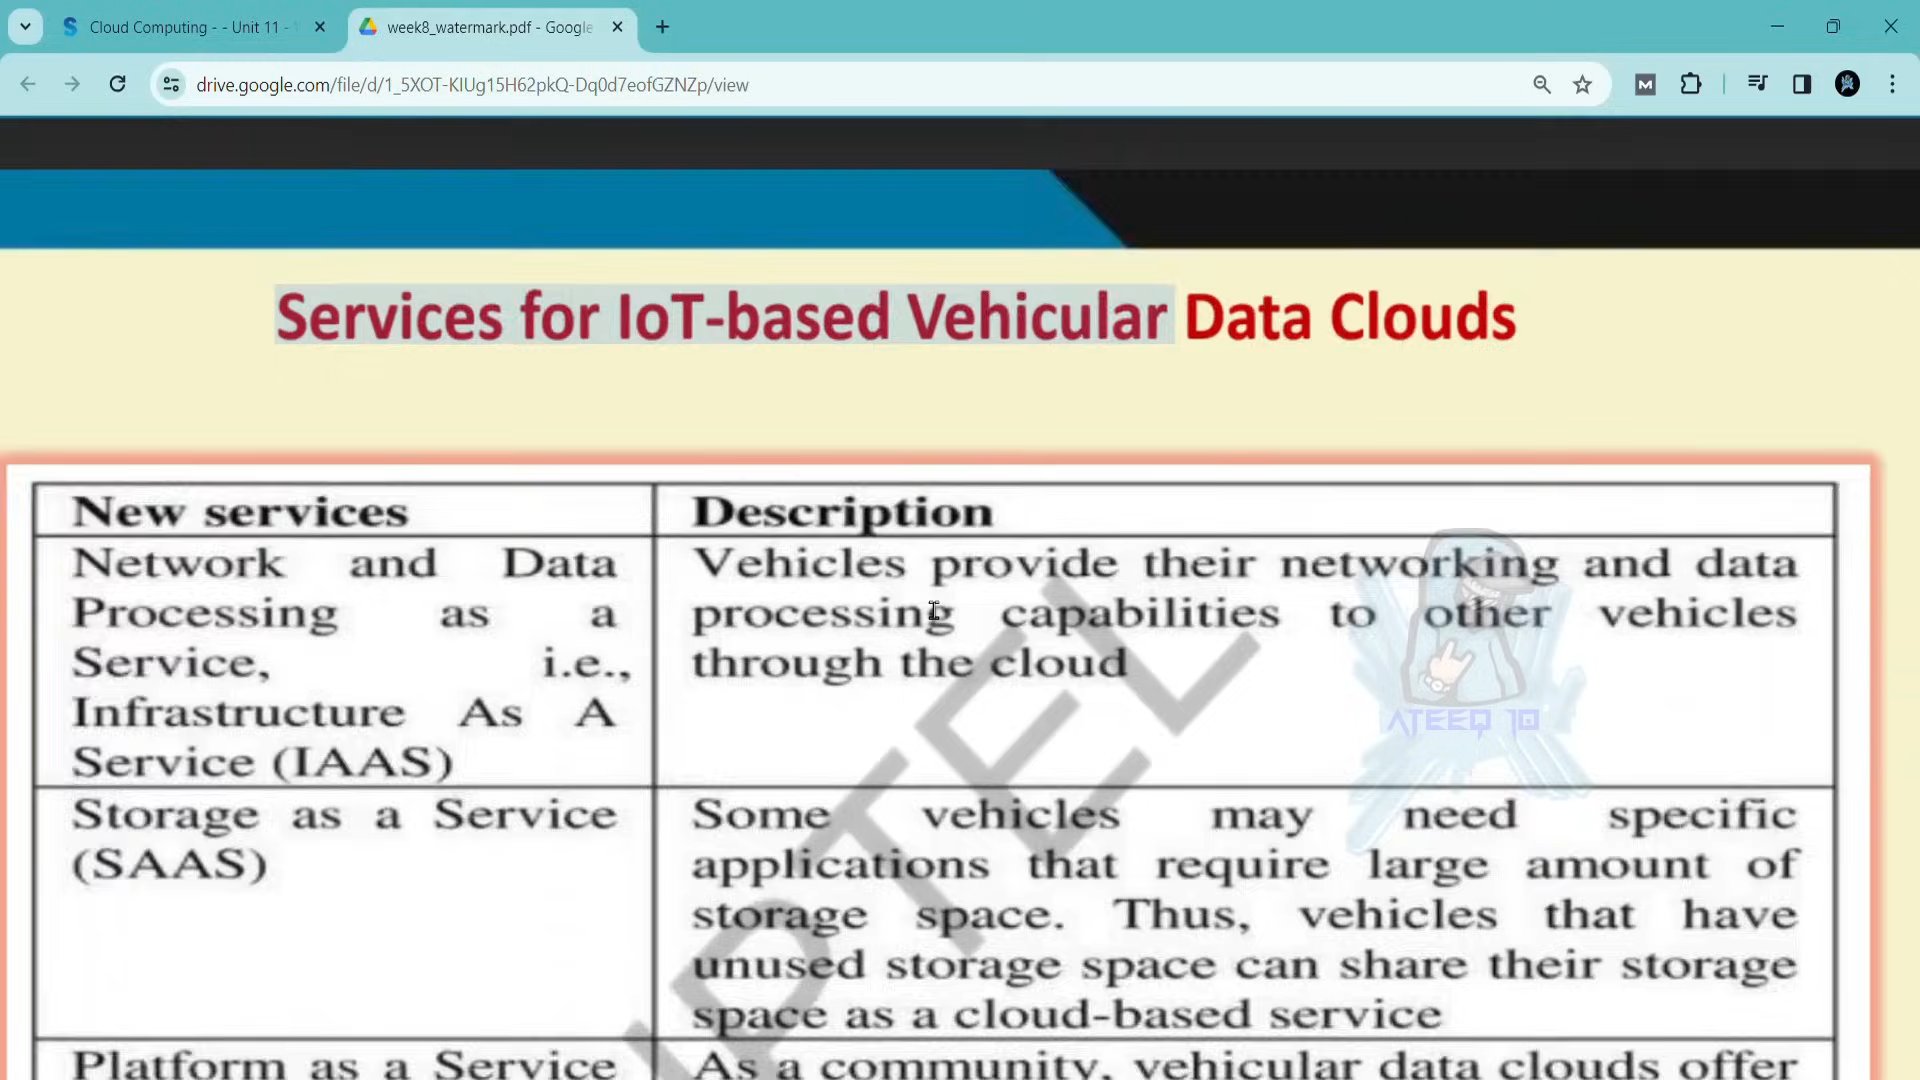 Cloud Computing - - Unit 11 -
week8_watermark.pdf - Google
drive.google.com/file/d/1_5XOT-KIUg15H62pkQ-Dq0d7eofGZNZp/view
Services for IoT-based Vehicular Data Clouds
New services
Description
Network and Data
Processing as a
Service, i.e.,
Infrastructure As A
Service (IAAS)
Vehicles provide their networking and data
processing capabilities to other vehicles
through the cloud
Storage as a Service
(SAAS)
Some vehicles may need specific
applications that require large amount of
storage space. Thus, vehicles that have
unused storage space can share their storage
space as a cloud-based service
Platform as a Service
As a community, vehicular data clouds offer
PTEL
ATEEQ 10